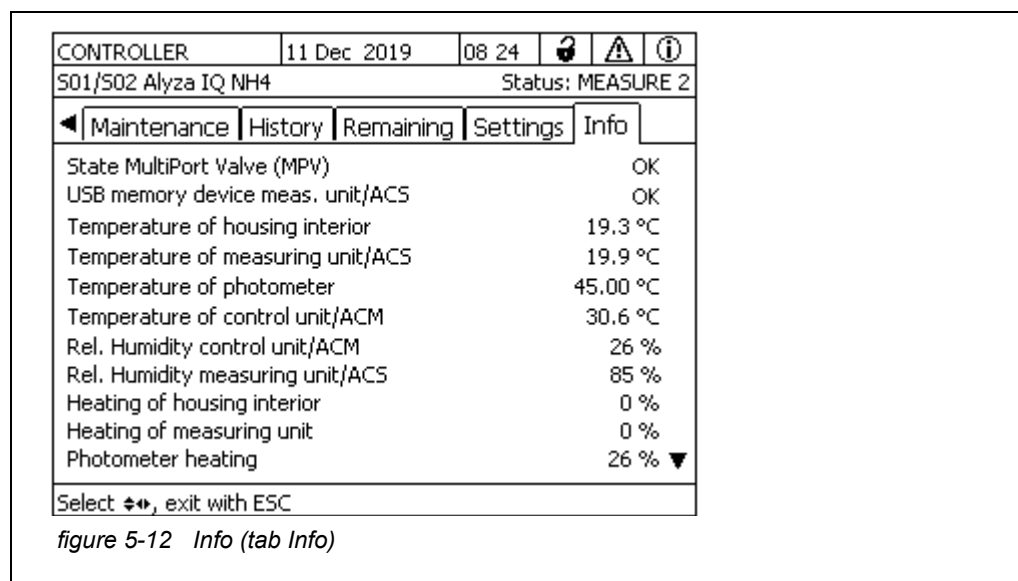 CONTROLLER 11 Dec 2019 08 24
S01/S02 Alyza IQ NH4 Status: MEASURE 2
Maintenance History Remaining Settings Info
State MultiPort Valve (MPV) OK
USB memory device meas. unit/ACS OK
Temperature of housing interior 19.3 °C
Temperature of measuring unit/ACS 19.9 °C
Temperature of photometer 45.00 °C
Temperature of control unit/ACM 30.6 °C
Rel. Humidity control unit/ACM 26 %
Rel. Humidity measuring unit/ACS 85 %
Heating of housing interior 0 %
Heating of measuring unit 0 %
Photometer heating 26 %
Select, exit with ESC
figure 5-12 Info (tab Info)